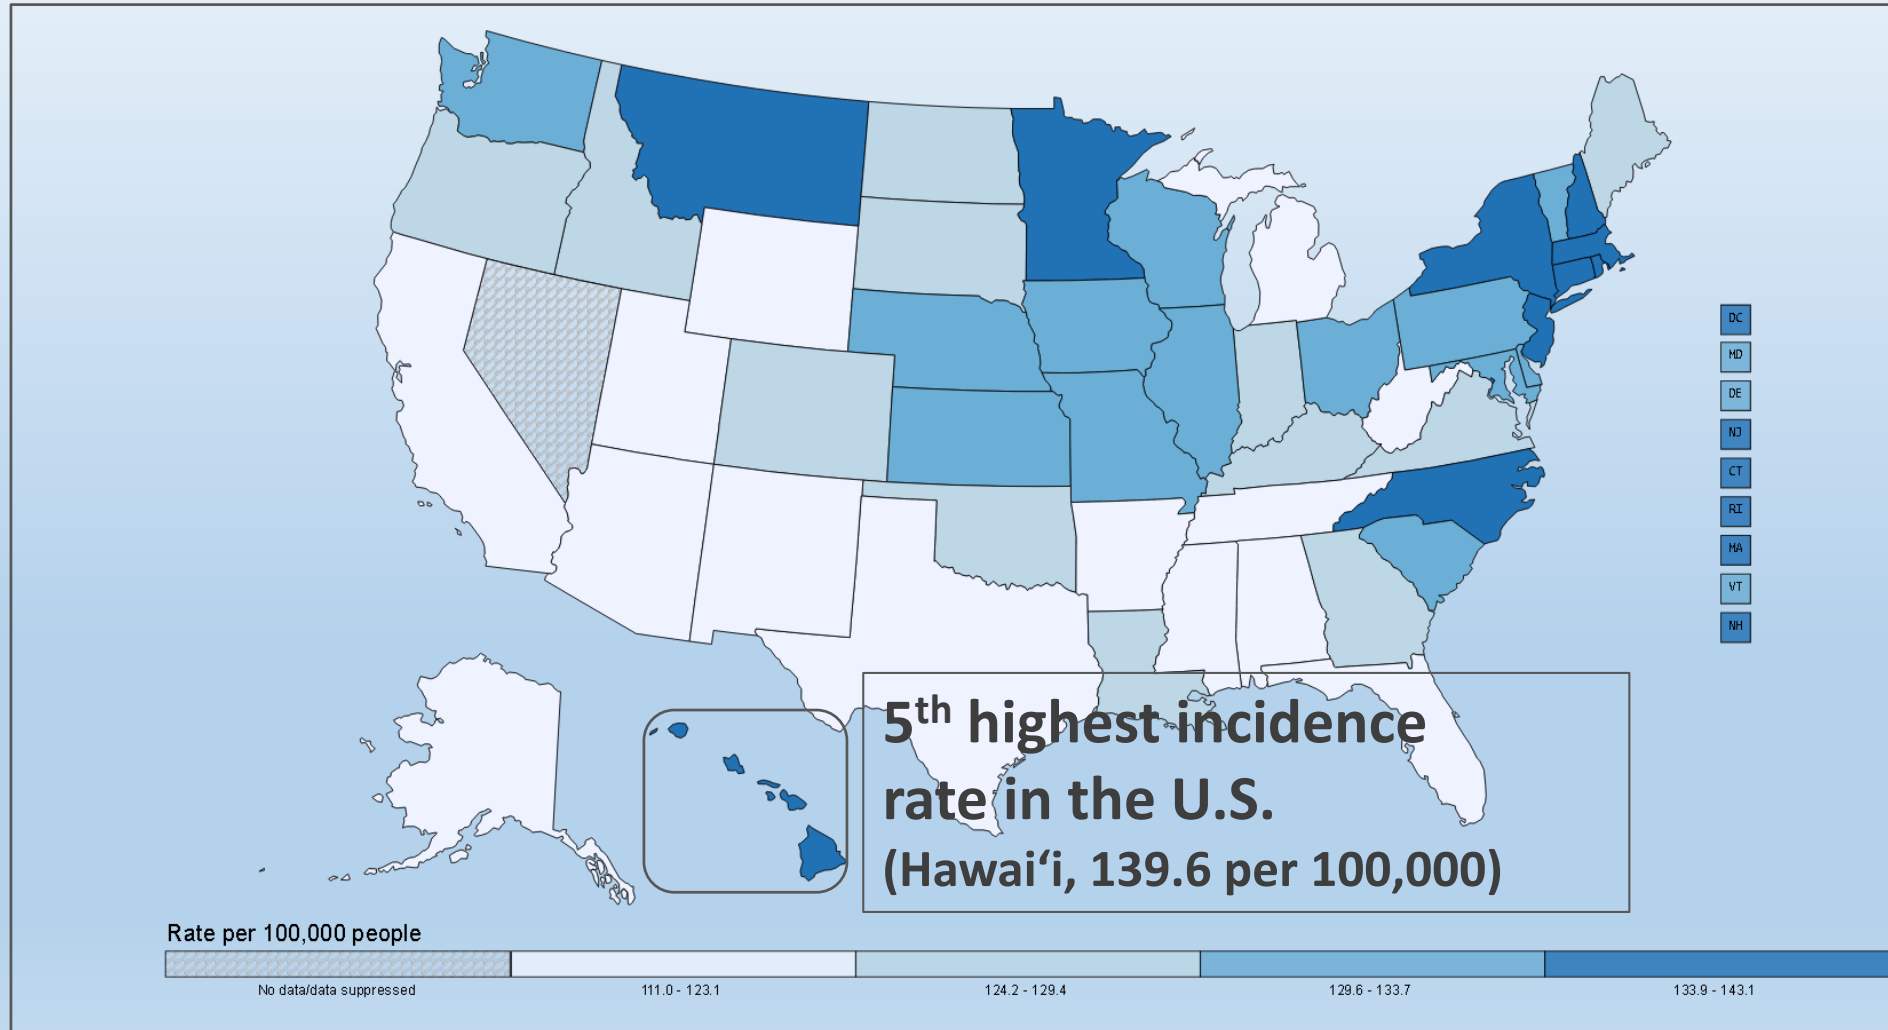 DC
MD
DE
NJ
CT
RI
MA
VT
NH
5th highest incidence
rate in the U.S.
(Hawaiʻi, 139.6 per 100,000)
Rate per 100,000 people
No data/data suppressed
111.0 - 123.1
124.2 - 129.4
129.6 - 133.7
133.9 - 143.1